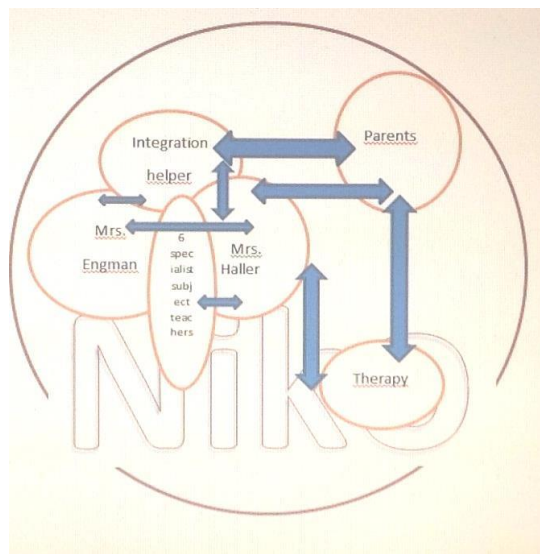 Integration
helper
Parents
Mrs.
Engman
6
spec
ialist
subj
ect
teac
hers
Mrs.
Haller
Therapy
Niko